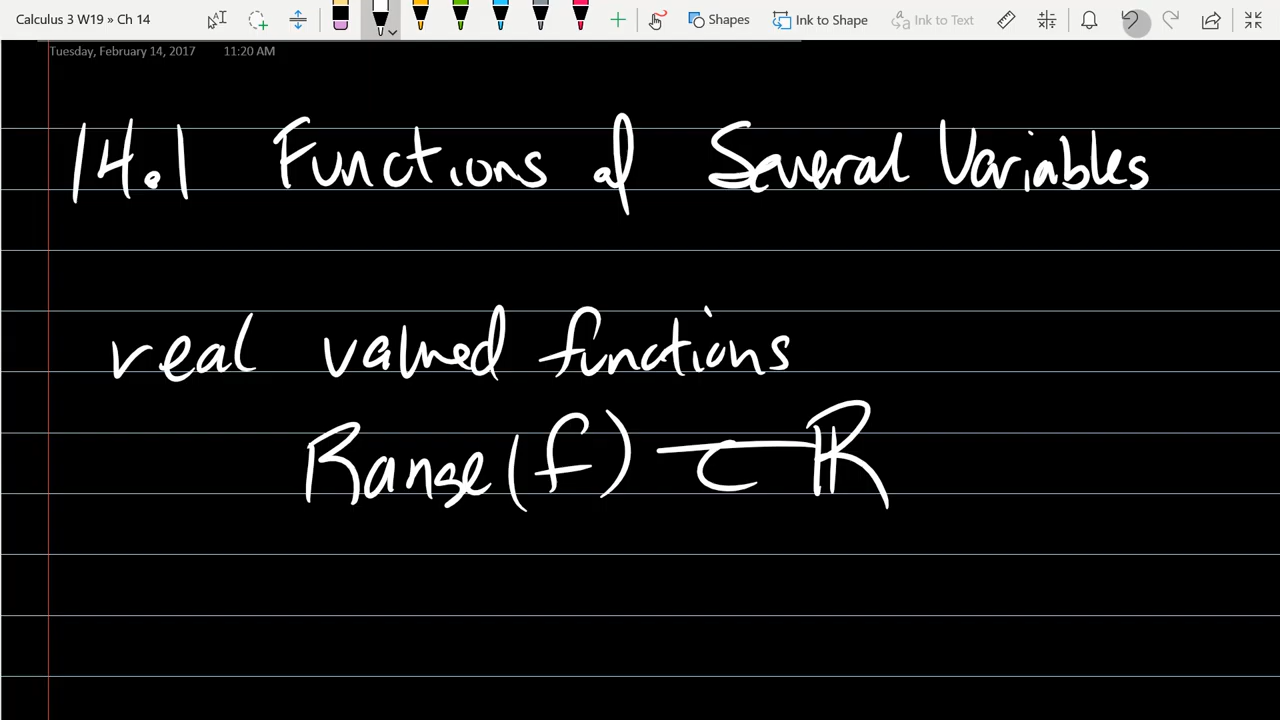 Calculus 3 W19 » Ch 14
Shapes
Ink to Shape
Ink to Text
Tuesday, February 14, 2017 11:20 AM
14.1 Functions of Several Variables
real valued functions
Range(f) ⊂ ℝ